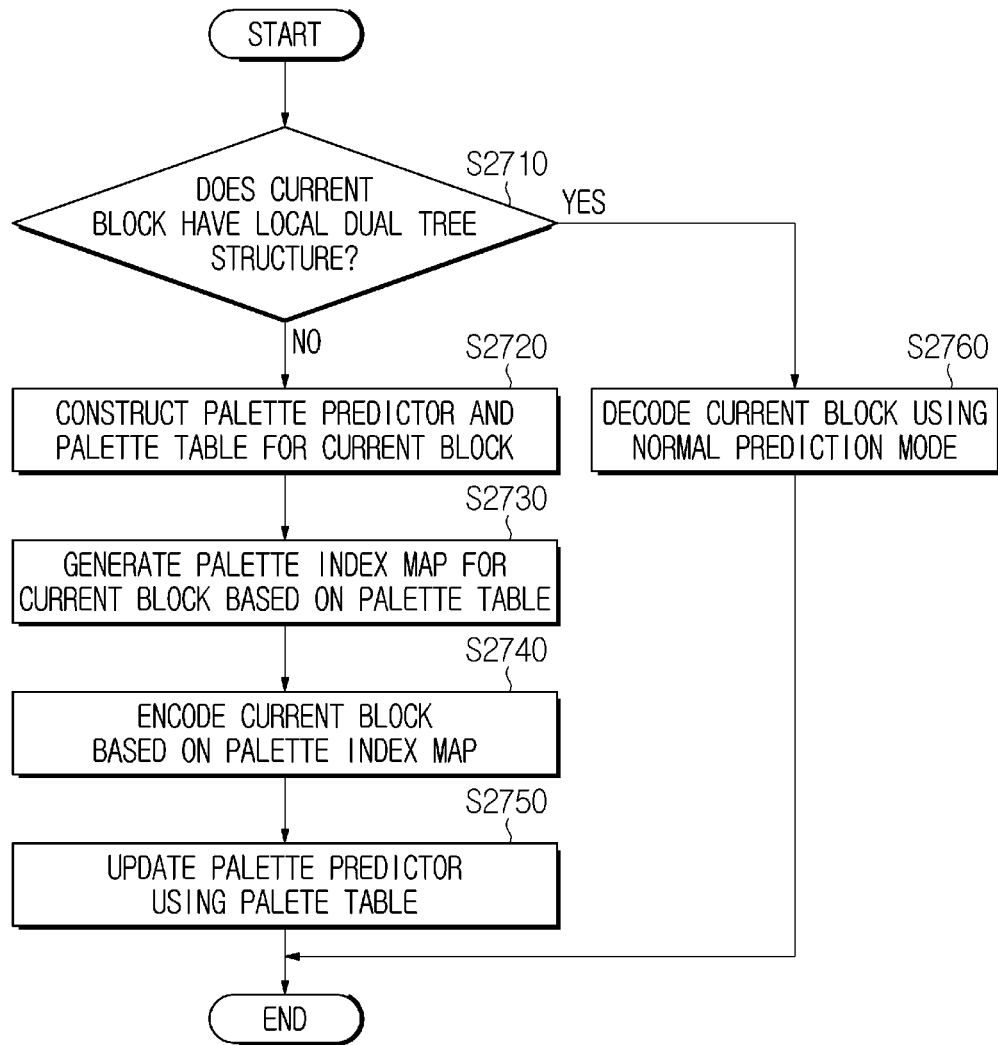 START
S2710
DOES CURRENT
BLOCK HAVE LOCAL DUAL TREE
STRUCTURE?
YES
NO
S2720
CONSTRUCT PALETTE PREDICTOR AND
PALETTE TABLE FOR CURRENT BLOCK
S2760
DECODE CURRENT BLOCK USING
NORMAL PREDICTION MODE
S2730
GENERATE PALETTE INDEX MAP FOR
CURRENT BLOCK BASED ON PALETTE TABLE
S2740
ENCODE CURRENT BLOCK
BASED ON PALETTE INDEX MAP
S2750
UPDATE PALETTE PREDICTOR
USING PALETE TABLE
END